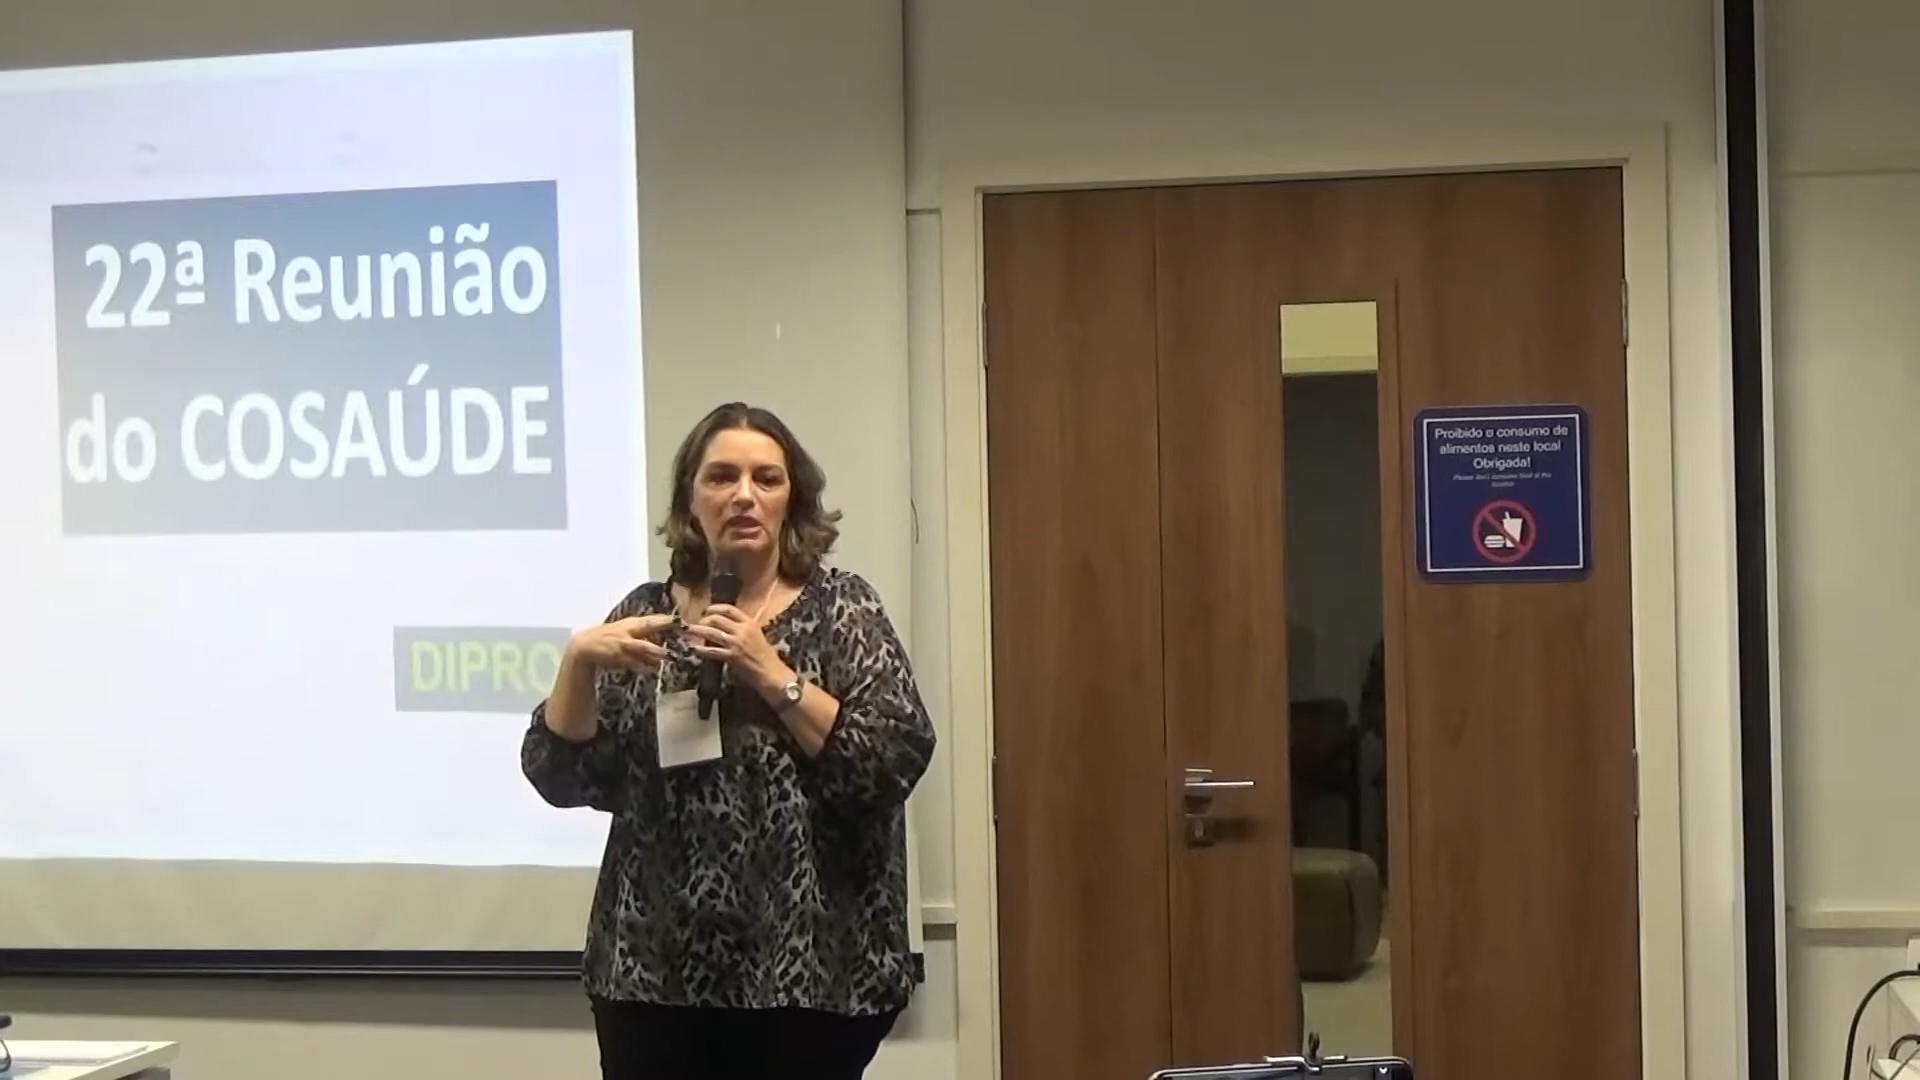 22ª Reunião
do COSAÚDE
DIPRO
Proibido o consumo de
alimentos neste local
Obrigada!